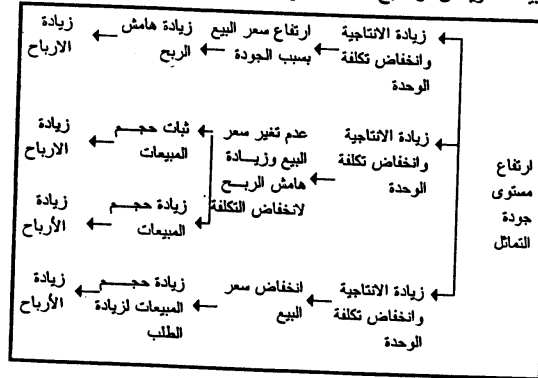 زيادة الانتاجية
وانخفاض تكلفة
الوحدة
ارتفاع سعر البيع
بسبب الجودة
زيادة هامش
الربح
زيادة
الارباح
ارتفاع
مستوى
جودة
التماثل
زيادة الانتاجية
وانخفاض تكلفة
الوحدة
عدم تغير سعر
البيع وزيادة
هامش الربح
لانخفاض التكلفة
ثبات حجم
المبيعات
زيادة
الارباح
زيادة حجم
المبيعات
زيادة
الأرباح
زيادة الانتاجية
وانخفاض تكلفة
الوحدة
انخفاض سعر
البيع
زيادة حجم
المبيعات لزيادة
الطلب
زيادة
الأرباح